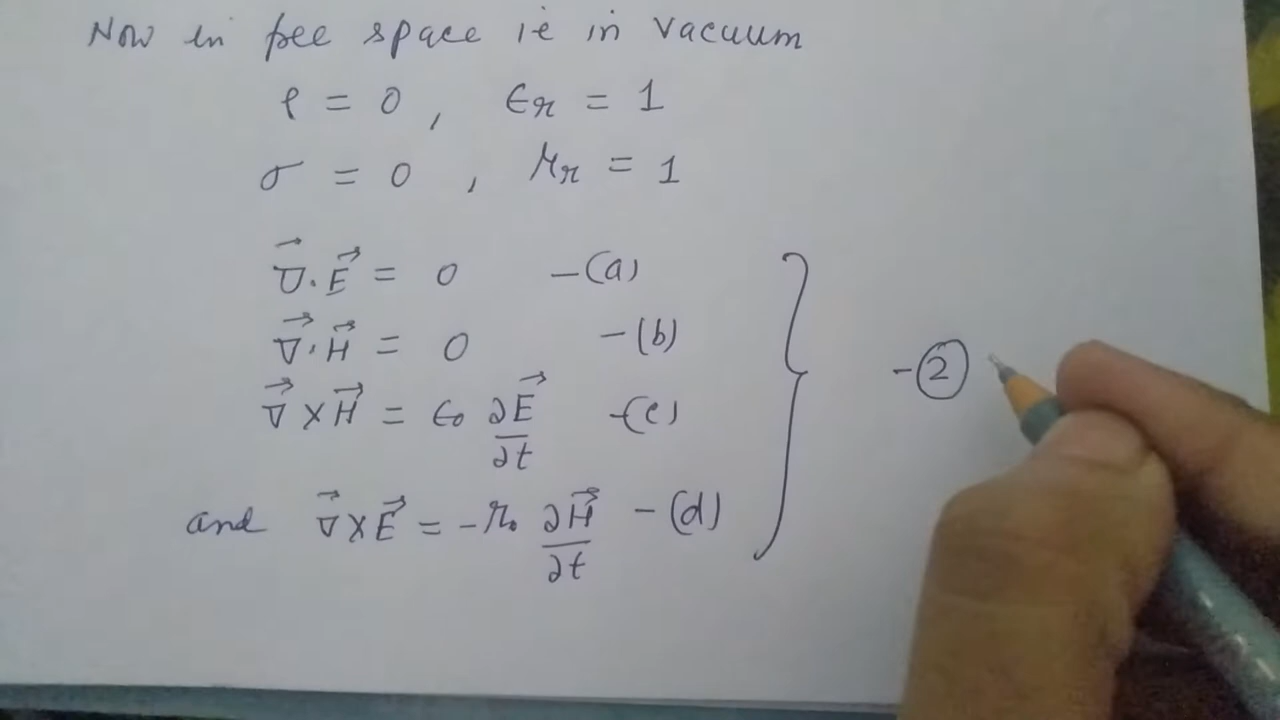 Now in free space ie in vacuum
ρ = 0 , ϵr = 1
σ = 0 , μr = 1
∇⃗·E⃗ = 0 -(a)
∇⃗·H⃗ = 0 -(b)
∇⃗×H⃗ = ϵ₀ ∂E⃗/∂t -(c)
-②
and ∇⃗×E⃗ = -μ₀ ∂H⃗/∂t -(d)